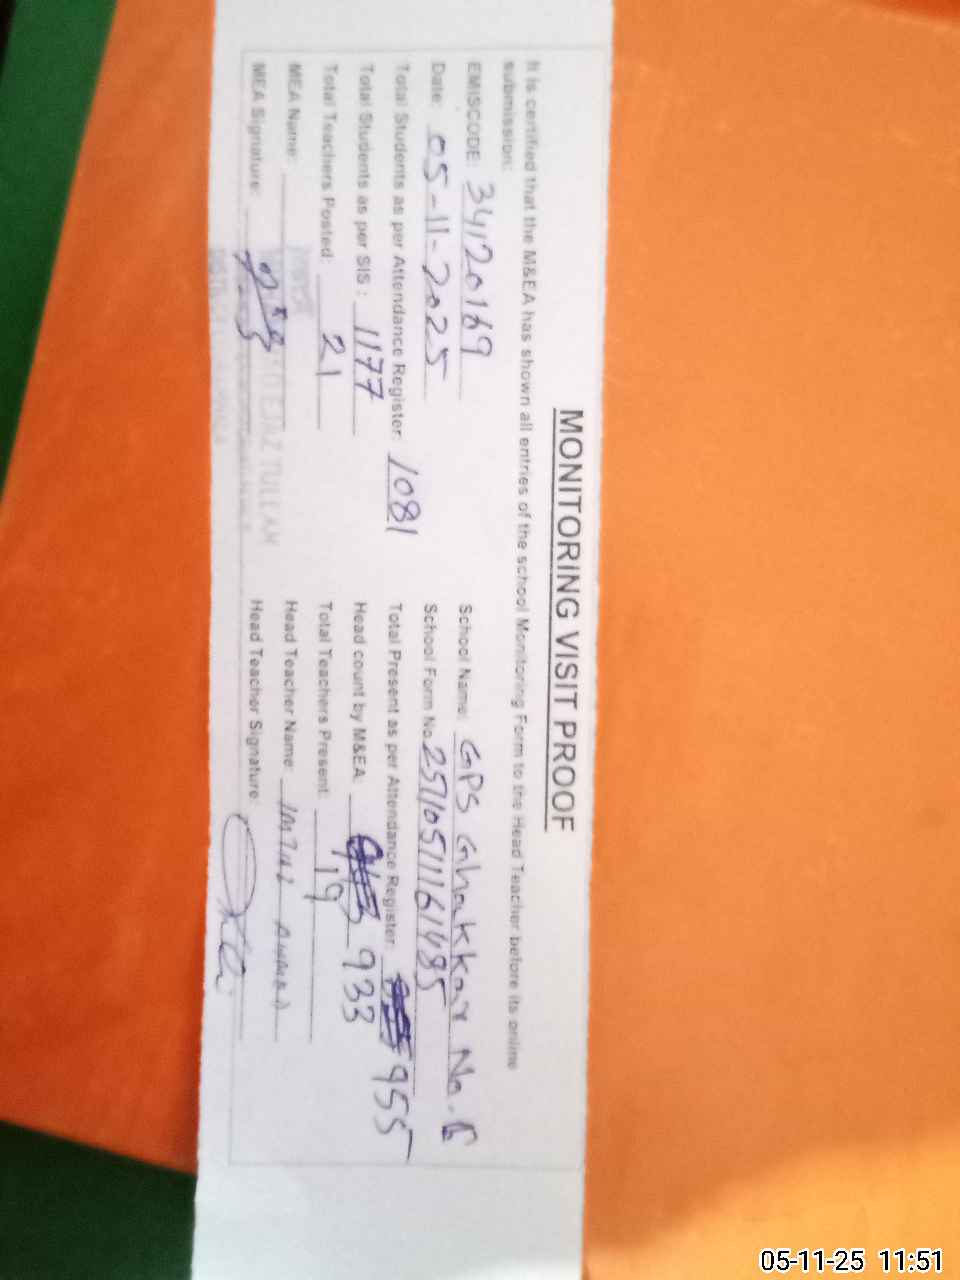 MONITORING VISIT PROOF
It is certified that the M&EA has shown all entries of the school Monitoring Form to the Head Teacher before its online
submission:
EMISCODE: 34120169 School Name: GPS Ghakkar No.
Date: 05-11-2025 School Form No. 25110511161485
Total Students as per Attendance Register: 1081 Total Present as per Attendance Register: 955
Total Students as per SIS: 1177 Head count by M&EA: 933
Total Teachers Posted: 21 Total Teachers Present: 19
MEA Name: Head Teacher Name:
MEA Signature: Head Teacher Signature:
05-11-25 11:51